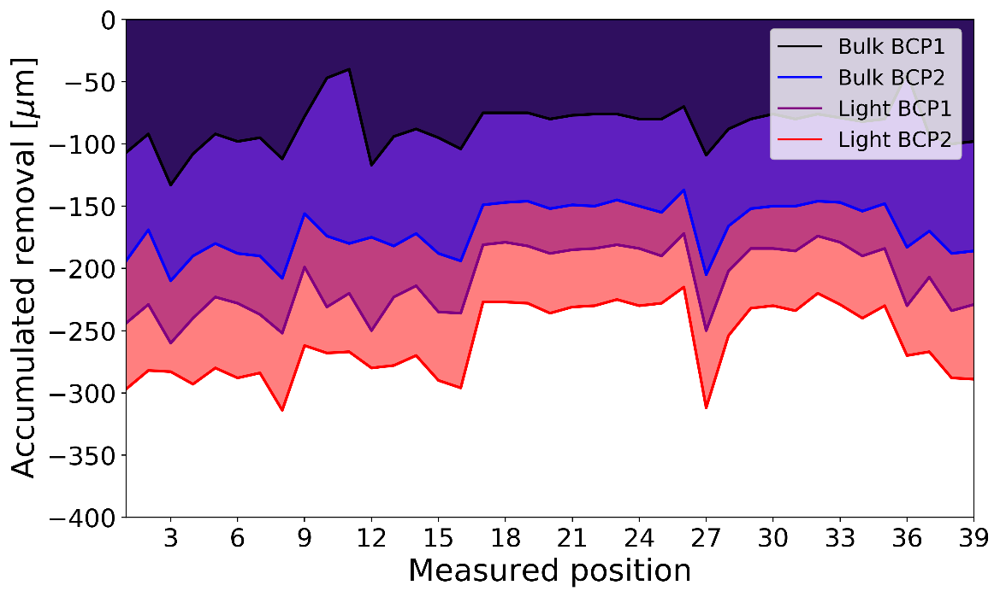 Accumulated removal [μm]
0
−50
−100
−150
−200
−250
−300
−350
−400
Bulk BCP1
Bulk BCP2
Light BCP1
Light BCP2
3 6 9 12 15 18 21 24 27 30 33 36 39
Measured position